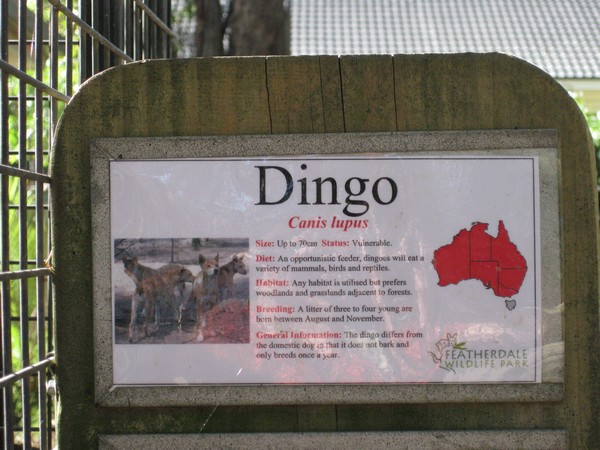 Dingo
Canis lupus
Size: Up to 70cm Status: Vulnerable.
Diet: An opportunistic feeder, dingoes will eat a
variety of mammals, birds and reptiles.
Habitat: Any habitat is utilised but prefers
woodlands and grasslands adjacent to forests.
Breeding: A litter of three to four young are
born between August and November.
General Information: The dingo differs from
the domestic dog in that it does not bark and
only breeds once a year.
FEATHERDALE
WILDLIFE PARK